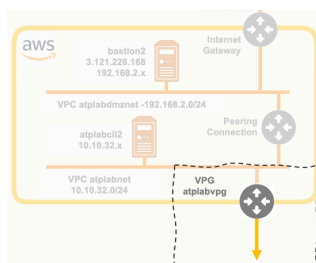 aws
Internet
Gateway
bastion2
3.121.228.168
192.168.2.x
VPC atplabdmznet -192.168.2.0/24
Peering
Connection
atplabcli2
10.10.32.x
VPC atplabnet
10.10.32.0/24
VPG
atplabvpg